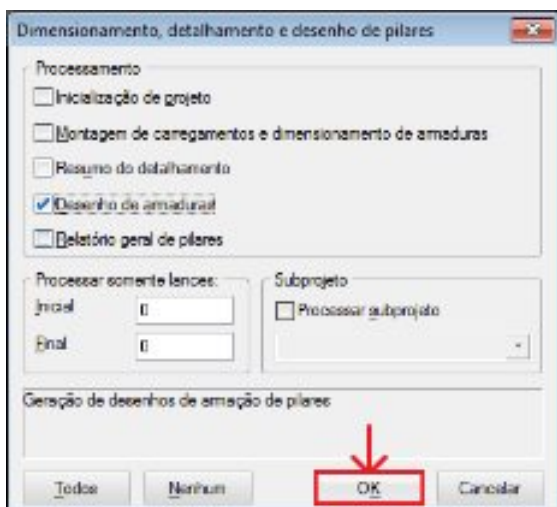 Dimensionamento, detalhamento e desenho de pilares
Processamento
Inicialização de projeto
Montagem de carregamentos e dimensionamento de armaduras
Resumo do detalhamento
Desenho de armaduras
Relatório geral de pilares
Processar somente lances:
Inicial 0
Final 0
Subprojeto
Processar subprojeto
Geração de desenhos de armação de pilares
Todos Nenhum OK Cancelar